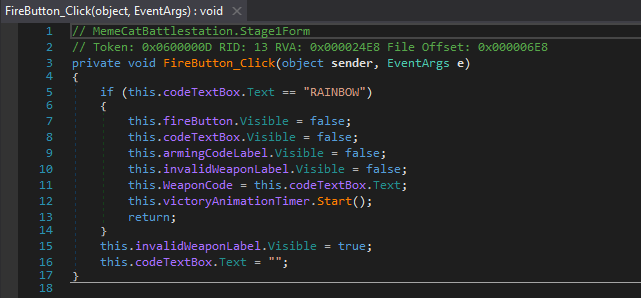 FireButton_Click(object, EventArgs) : void ×
1 // MemeCatBattlestation.Stage1Form
2 // Token: 0x0600000D RID: 13 RVA: 0x000024E8 File Offset: 0x000006E8
3 private void FireButton_Click(object sender, EventArgs e)
4 {
5 if (this.codeTextBox.Text == "RAINBOW")
6 {
7 this.fireButton.Visible = false;
8 this.codeTextBox.Visible = false;
9 this.armingCodeLabel.Visible = false;
10 this.invalidWeaponLabel.Visible = false;
11 this.WeaponCode = this.codeTextBox.Text;
12 this.victoryAnimationTimer.Start();
13 return;
14 }
15 this.invalidWeaponLabel.Visible = true;
16 this.codeTextBox.Text = "";
17 }
18